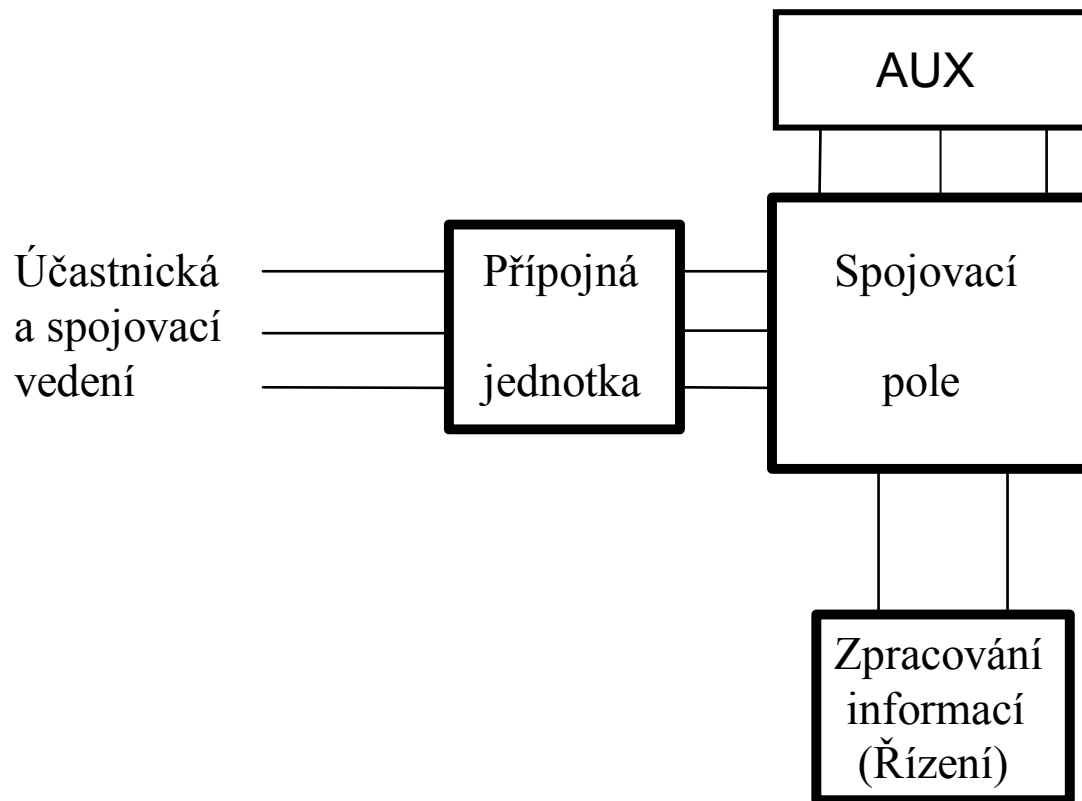 AUX
Účastnická
a spojovací
vedení
Přípojná
jednotka
Spojovací
pole
Zpracování
informací
(Řízení)